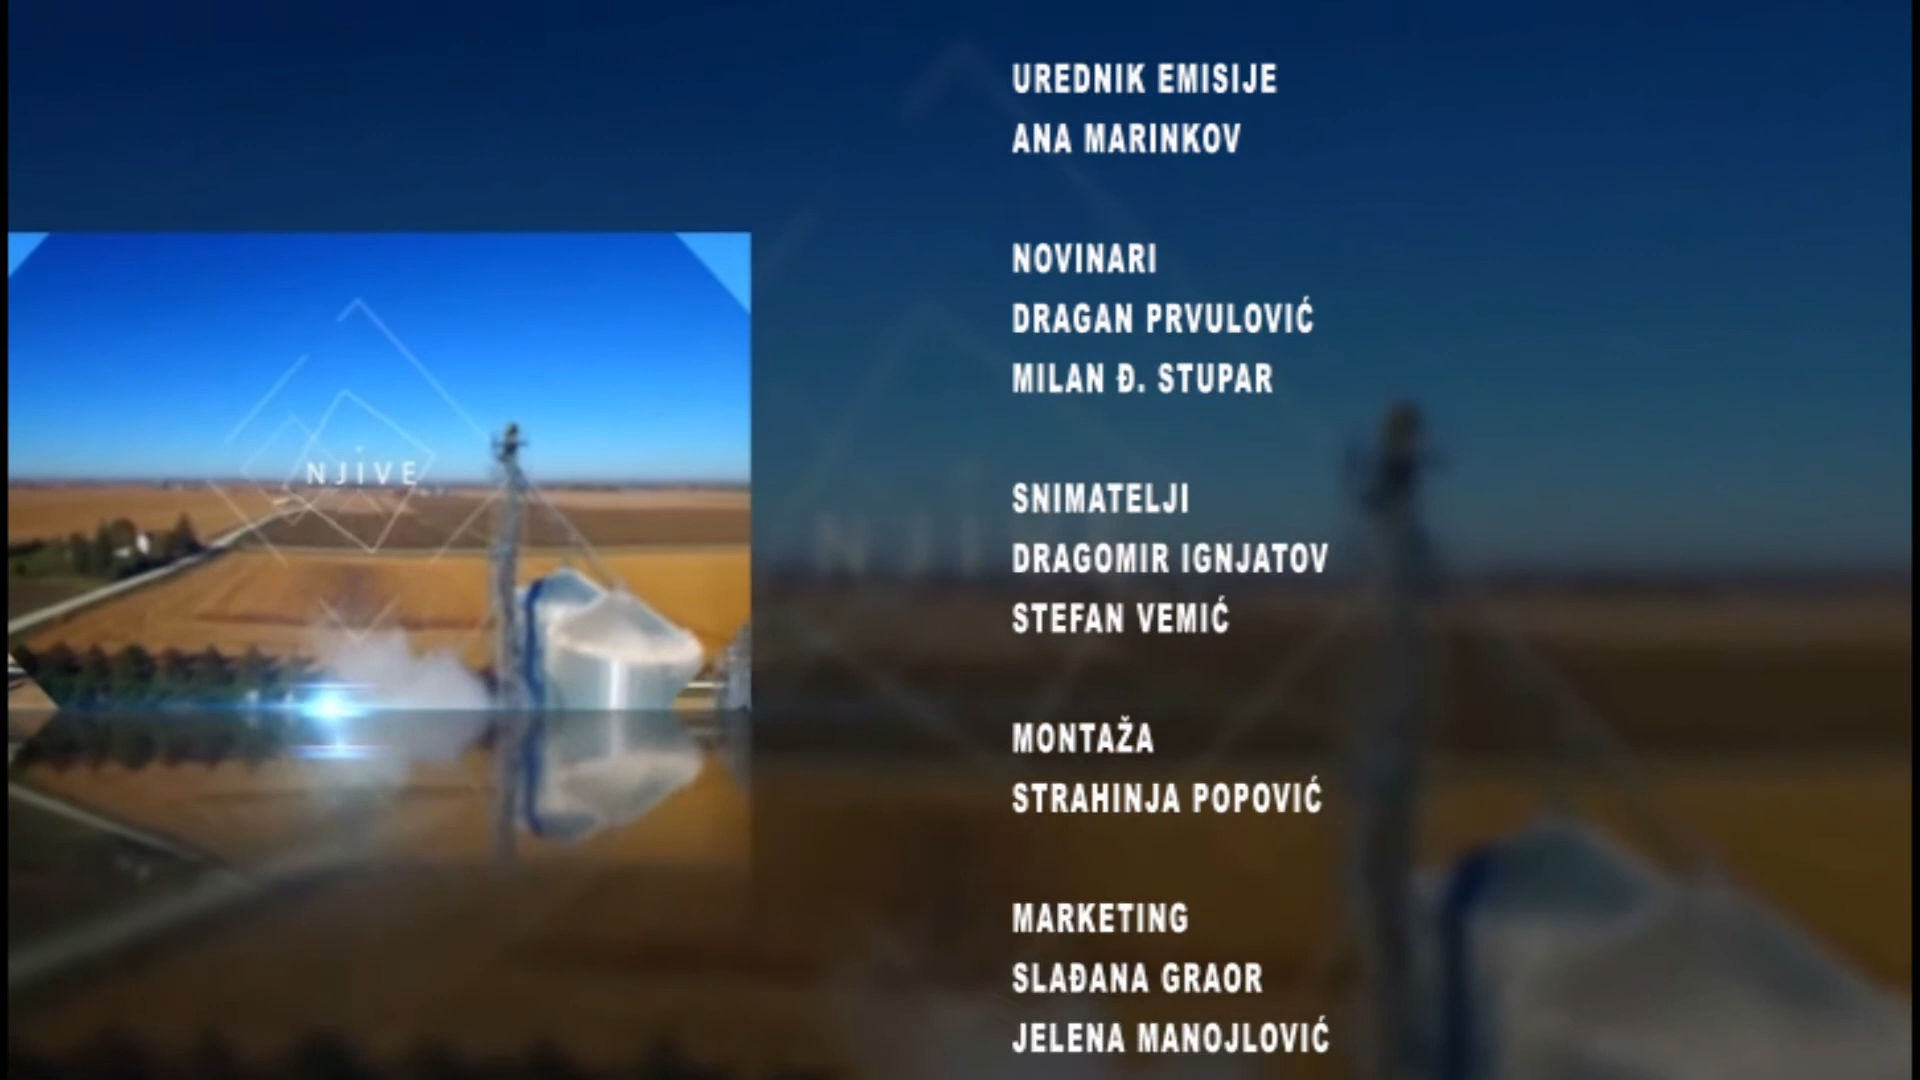 UREDNIK EMISIJE
ANA MARINKOV
NOVINARI
DRAGAN PRVULOVIĆ
MILAN Đ. STUPAR
NJIVE
SNIMATELJI
DRAGOMIR IGNJATOV
STEFAN VEMIĆ
MONTAŽA
STRAHINJA POPOVIĆ
MARKETING
SLAĐANA GRAOR
JELENA MANOJLOVIĆ